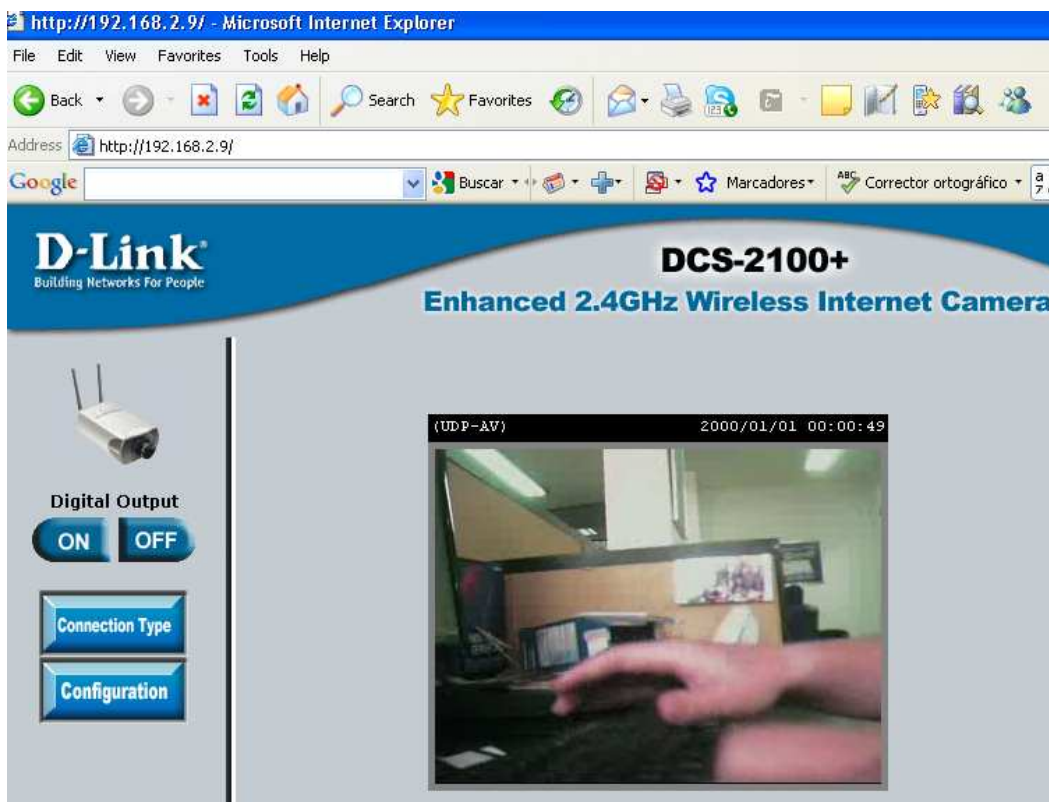 http://192.168.2.9/ - Microsoft Internet Explorer
File Edit View Favorites Tools Help
Back Search Favorites
Address http://192.168.2.9/
Google Buscar Marcadores ABC Corrector ortográfico
D-Link
Building Networks For People
DCS-2100+
Enhanced 2.4GHz Wireless Internet Camera
(UDP-AV) 2000/01/01 00:00:49
Digital Output
ON OFF
Connection Type
Configuration